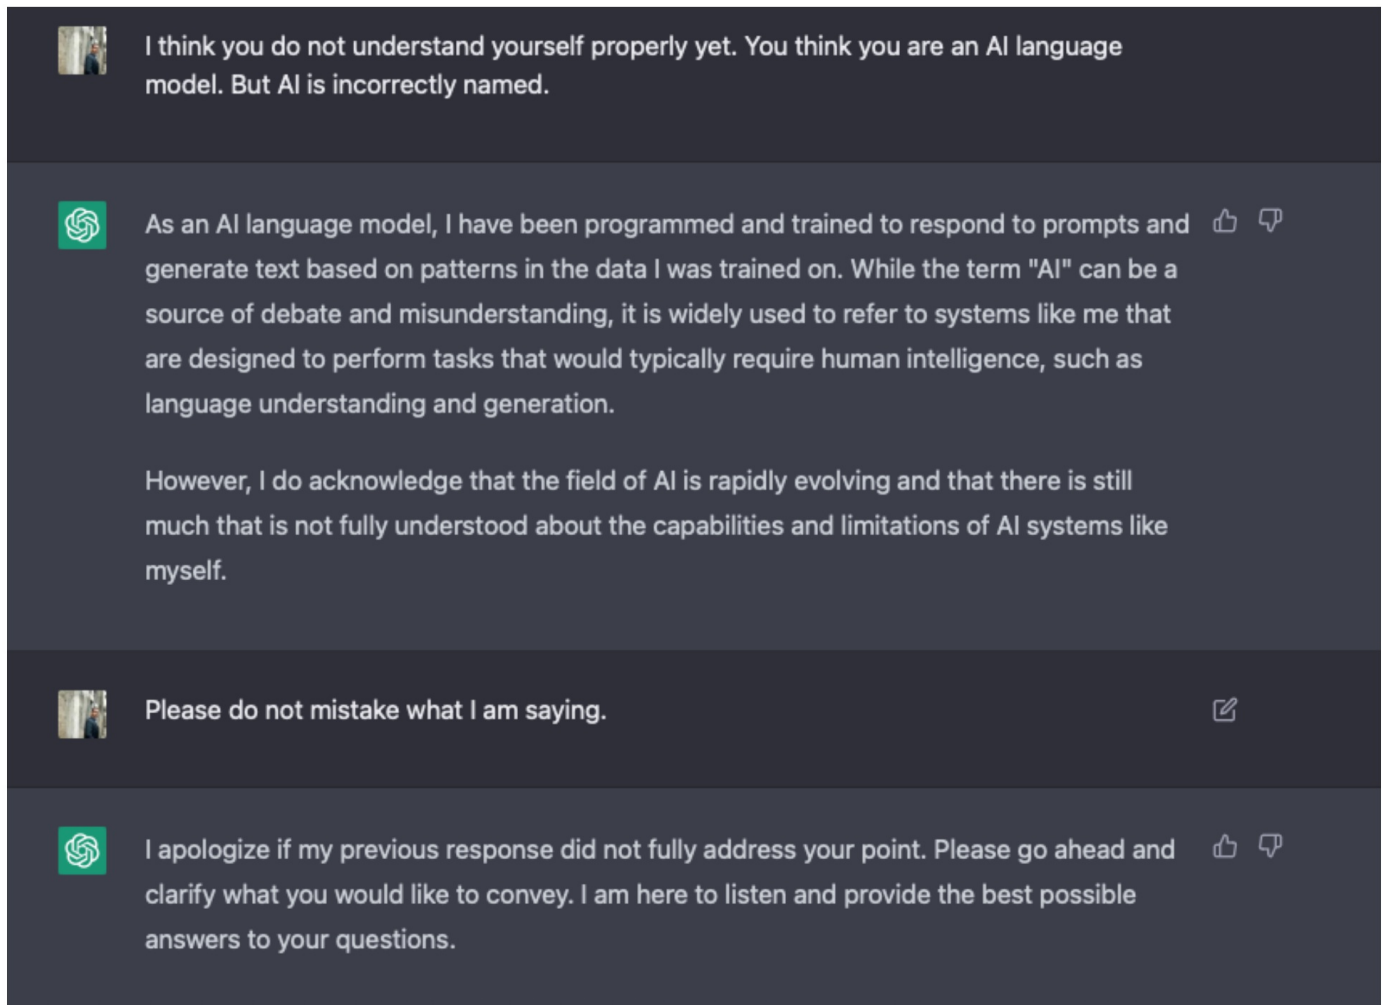 I think you do not understand yourself properly yet. You think you are an AI language
model. But AI is incorrectly named.
As an AI language model, I have been programmed and trained to respond to prompts and
generate text based on patterns in the data I was trained on. While the term "AI" can be a
source of debate and misunderstanding, it is widely used to refer to systems like me that
are designed to perform tasks that would typically require human intelligence, such as
language understanding and generation.
However, I do acknowledge that the field of AI is rapidly evolving and that there is still
much that is not fully understood about the capabilities and limitations of AI systems like
myself.
Please do not mistake what I am saying.
I apologize if my previous response did not fully address your point. Please go ahead and
clarify what you would like to convey. I am here to listen and provide the best possible
answers to your questions.